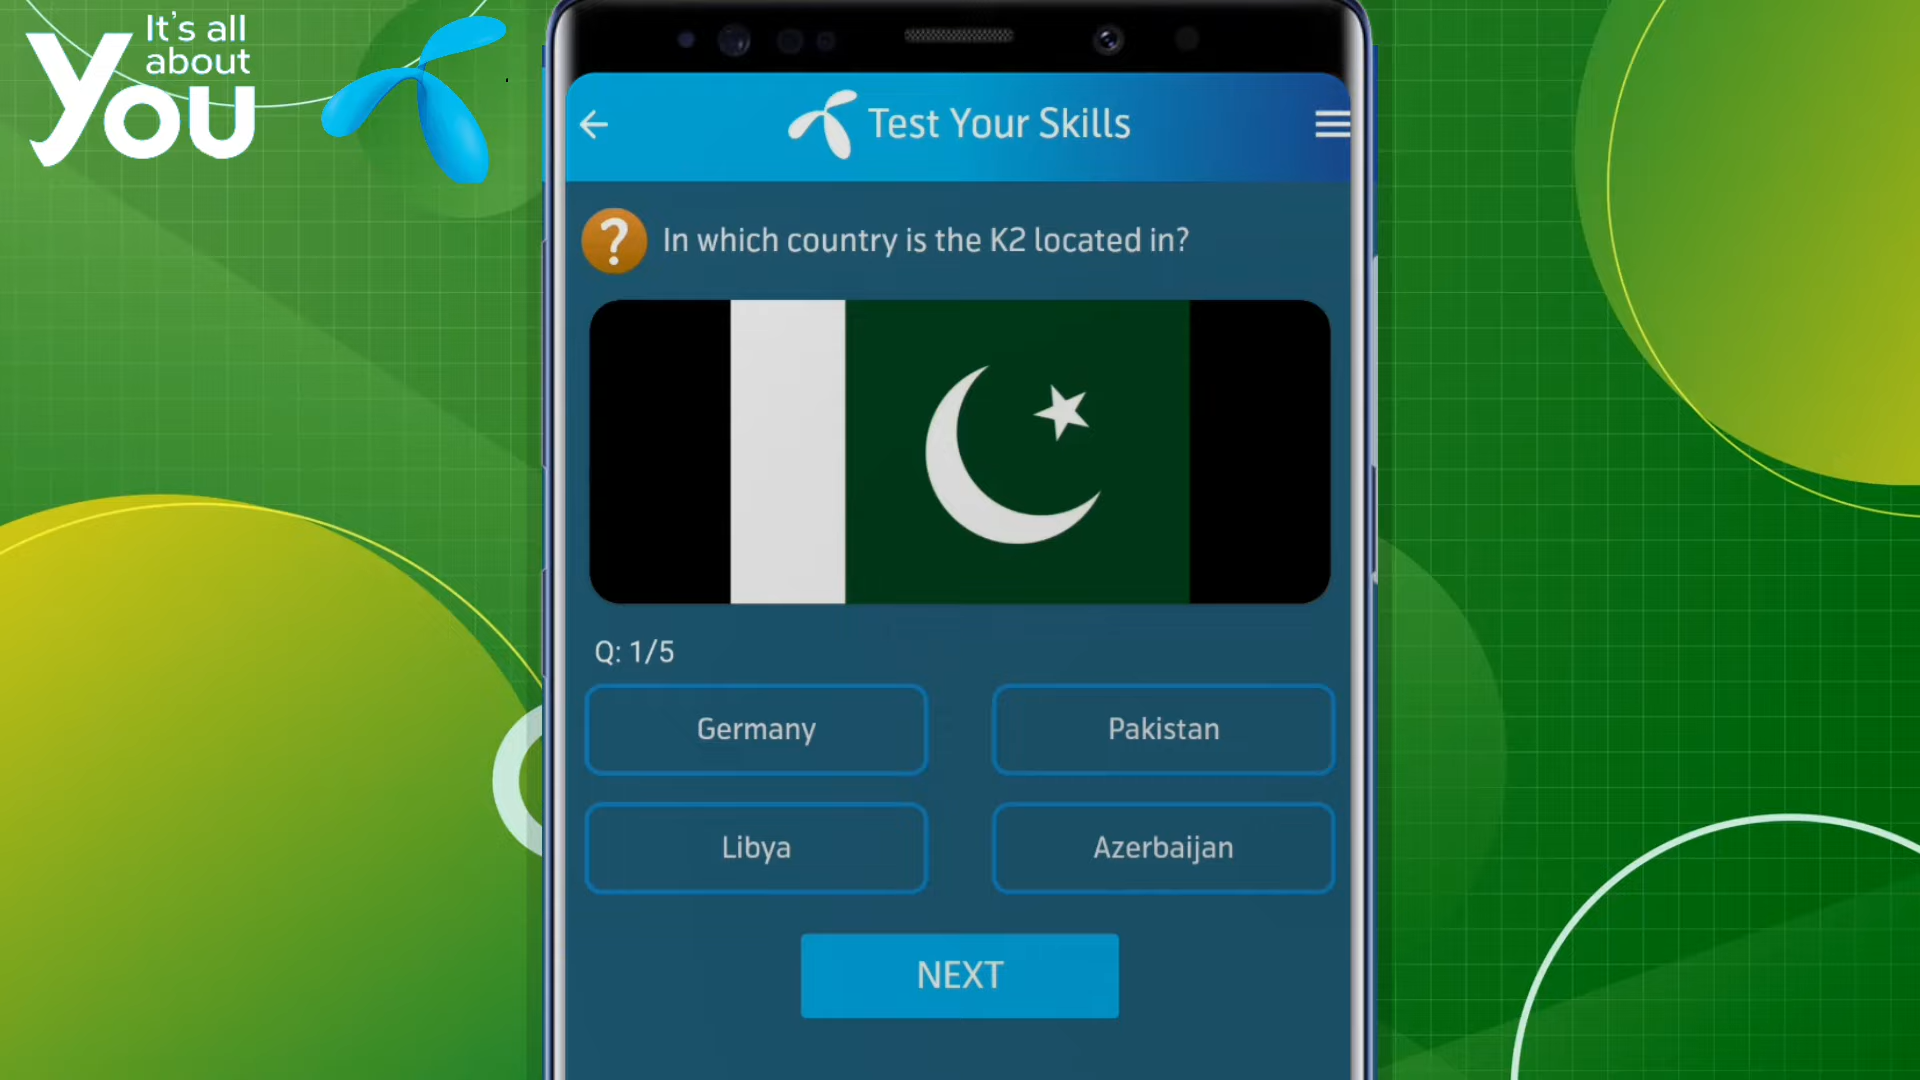 It's all
about
You
Test Your Skills
? In which country is the K2 located in?
Q: 1/5
Germany
Pakistan
Libya
Azerbaijan
NEXT